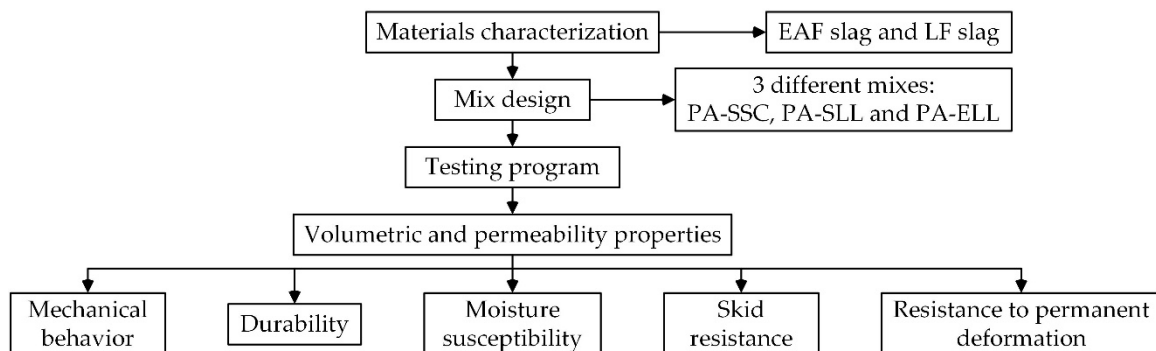 Materials characterization
EAF slag and LF slag
Mix design
3 different mixes:
PA-SSC, PA-SLL and PA-ELL
Testing program
Volumetric and permeability properties
Mechanical
behavior
Durability
Moisture
susceptibility
Skid
resistance
Resistance to permanent
deformation